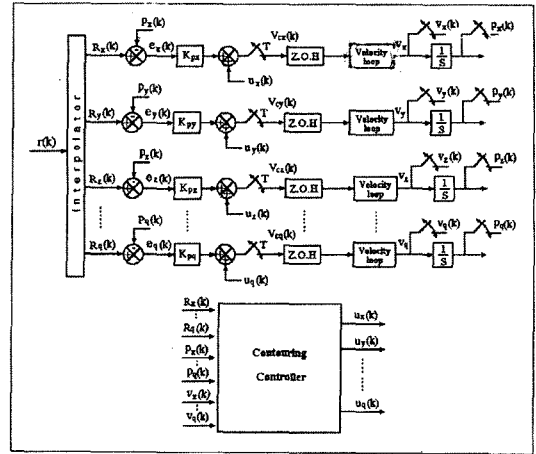 Interpolator
r(k)
Rx(k) px(k) ex(k) Kpx ux(k) T Vcx(k) Z.O.H Velocity loop vx vx(k) 1/S px(k)
Ry(k) py(k) ey(k) Kpy uy(k) T Vcy(k) Z.O.H Velocity loop vy vy(k) 1/S py(k)
Rz(k) pz(k) ez(k) Kpz uz(k) T Vcz(k) Z.O.H Velocity loop vz vz(k) 1/S pz(k)
Rq(k) pq(k) eq(k) Kpq uq(k) T Vcq(k) Z.O.H Velocity loop vq vq(k) 1/S pq(k)
Rx(k)
Rq(k)
px(k)
pq(k)
vx(k)
vq(k)
Contouring
Controller
ux(k)
uy(k)
uq(k)